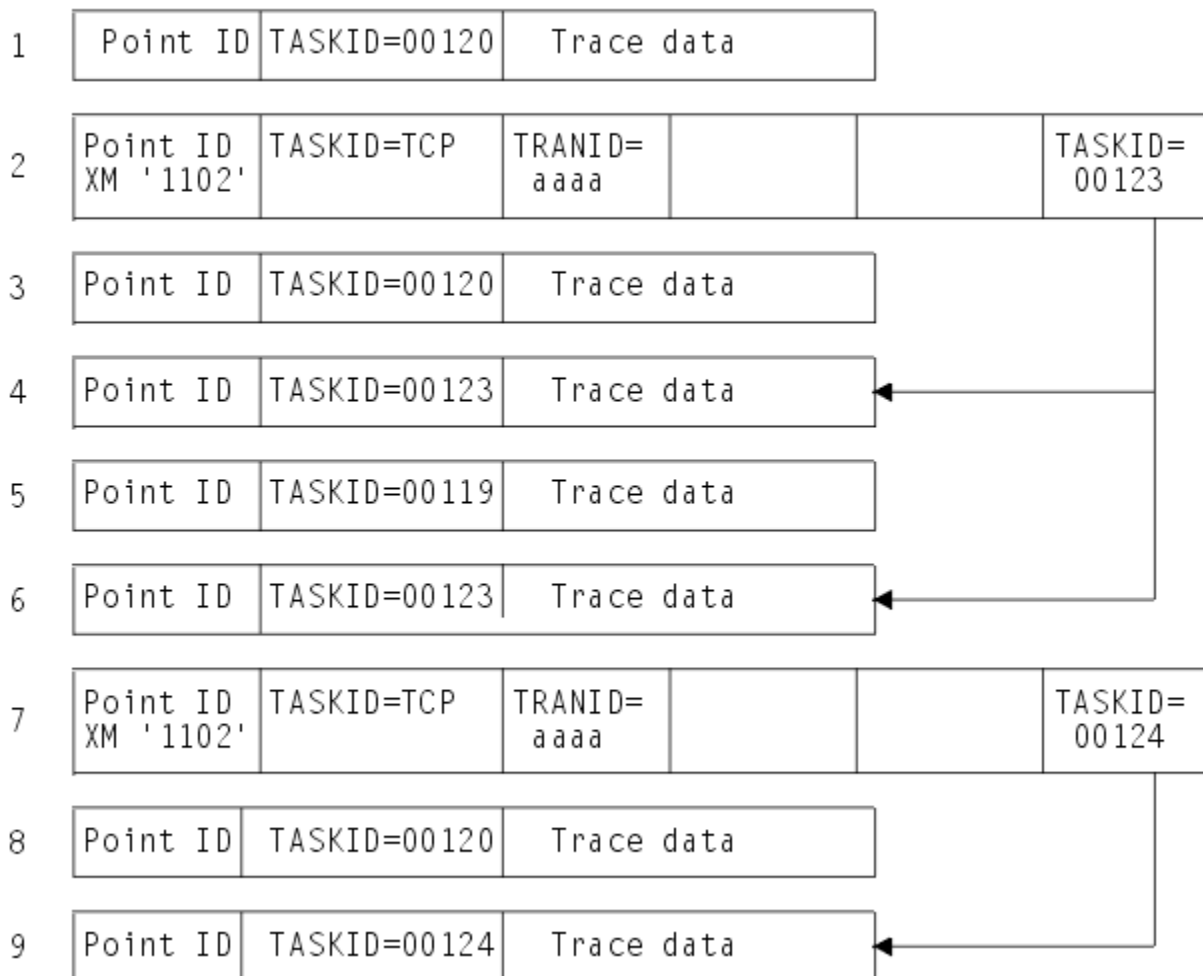 1 Point ID TASKID=00120 Trace data
2 Point ID TASKID=TCP TRANID= TASKID=
XM '1102' aaaa 00123
3 Point ID TASKID=00120 Trace data
4 Point ID TASKID=00123 Trace data
5 Point ID TASKID=00119 Trace data
6 Point ID TASKID=00123 Trace data
7 Point ID TASKID=TCP TRANID= TASKID=
XM '1102' aaaa 00124
8 Point ID TASKID=00120 Trace data
9 Point ID TASKID=00124 Trace data